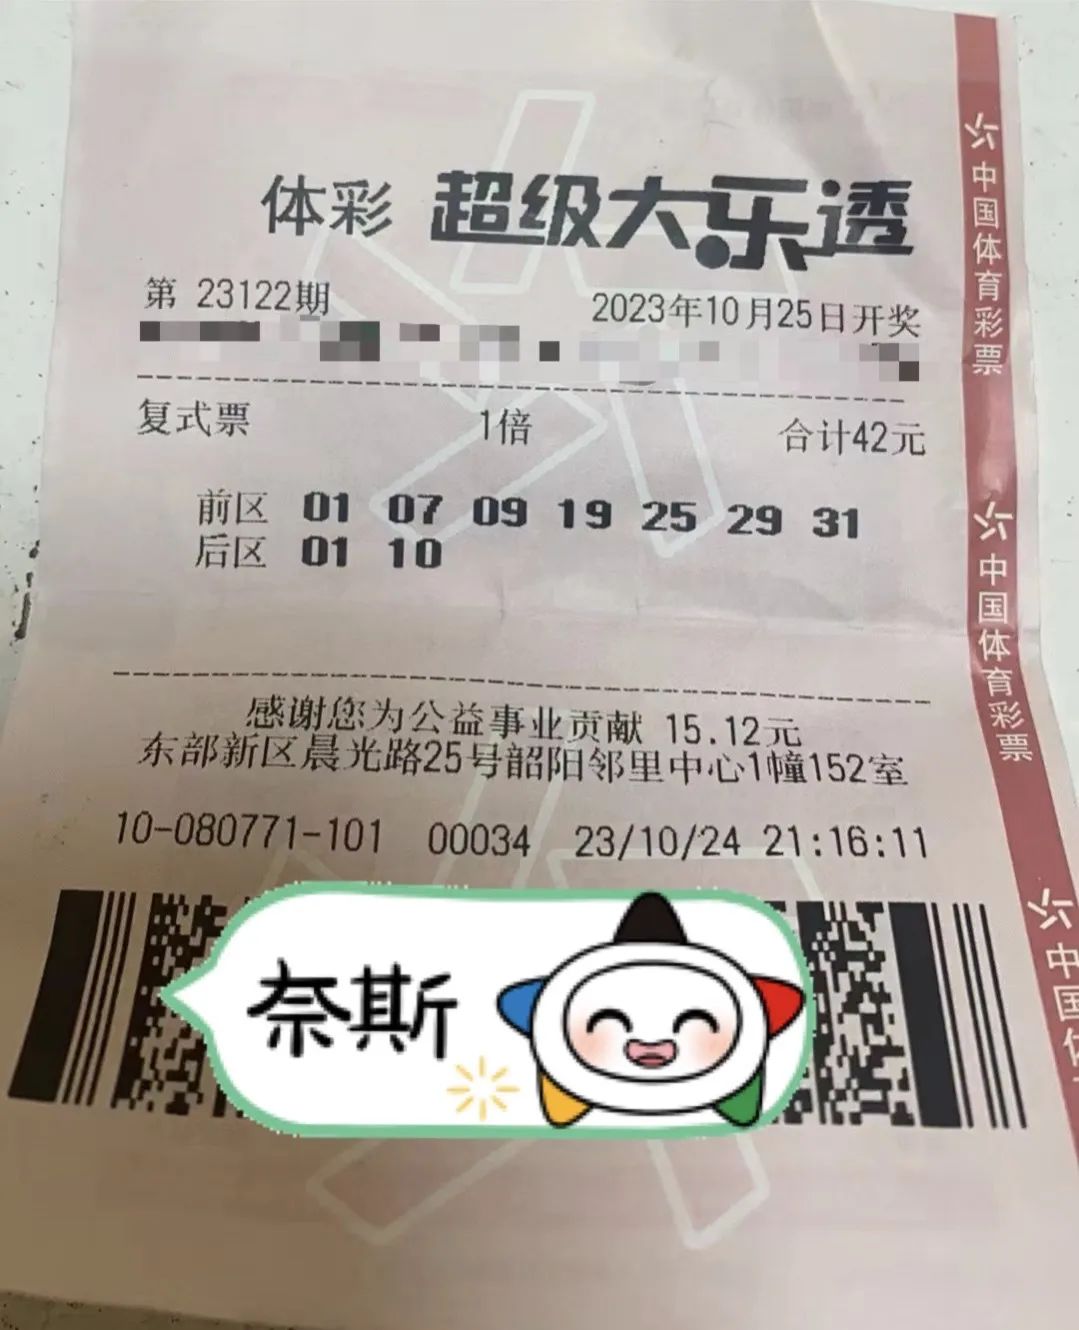 体彩 超级大乐透
第 23122期 2023年10月25日开奖
复式票 1倍 合计42元
前区 01 07 09 19 25 29 31
后区 01 10
感谢您为公益事业贡献 15.12元
东部新区晨光路25号韶阳邻里中心1幢152室
10-080771-101 00034 23/10/24 21:16:11
奈斯
中国体育彩票
中国体育彩票
中国体